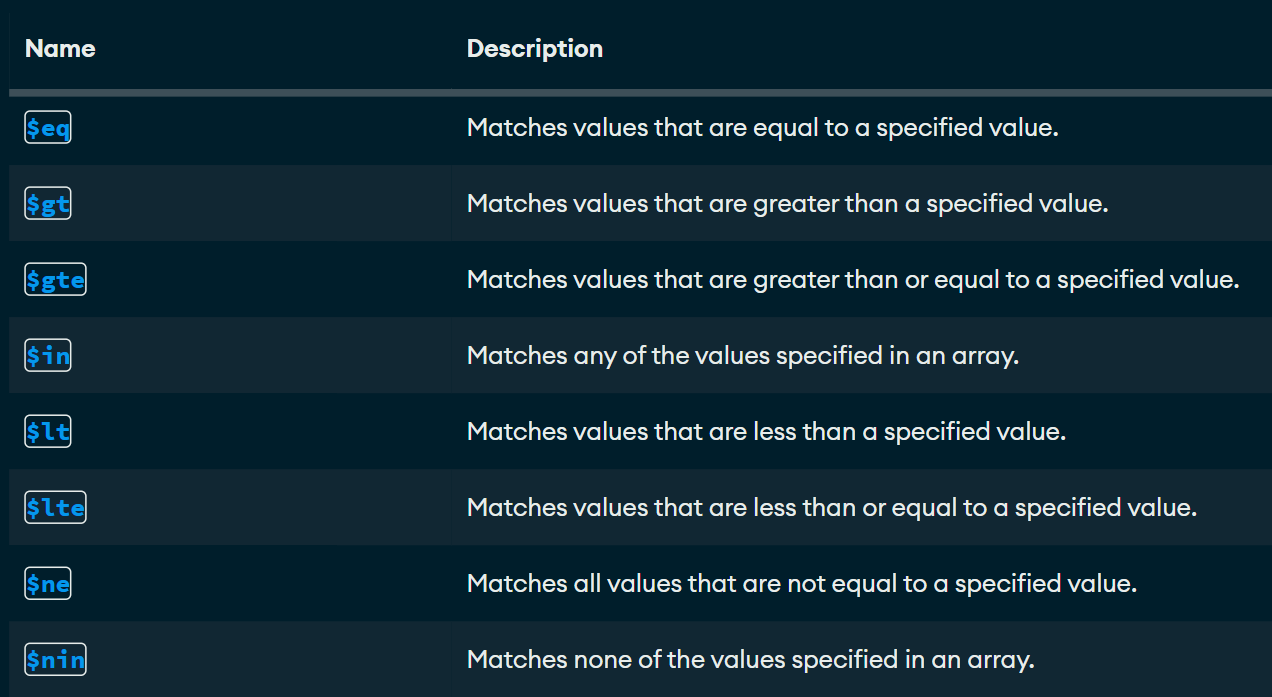 Name Description
$eq Matches values that are equal to a specified value.
$gt Matches values that are greater than a specified value.
$gte Matches values that are greater than or equal to a specified value.
$in Matches any of the values specified in an array.
$lt Matches values that are less than a specified value.
$lte Matches values that are less than or equal to a specified value.
$ne Matches all values that are not equal to a specified value.
$nin Matches none of the values specified in an array.